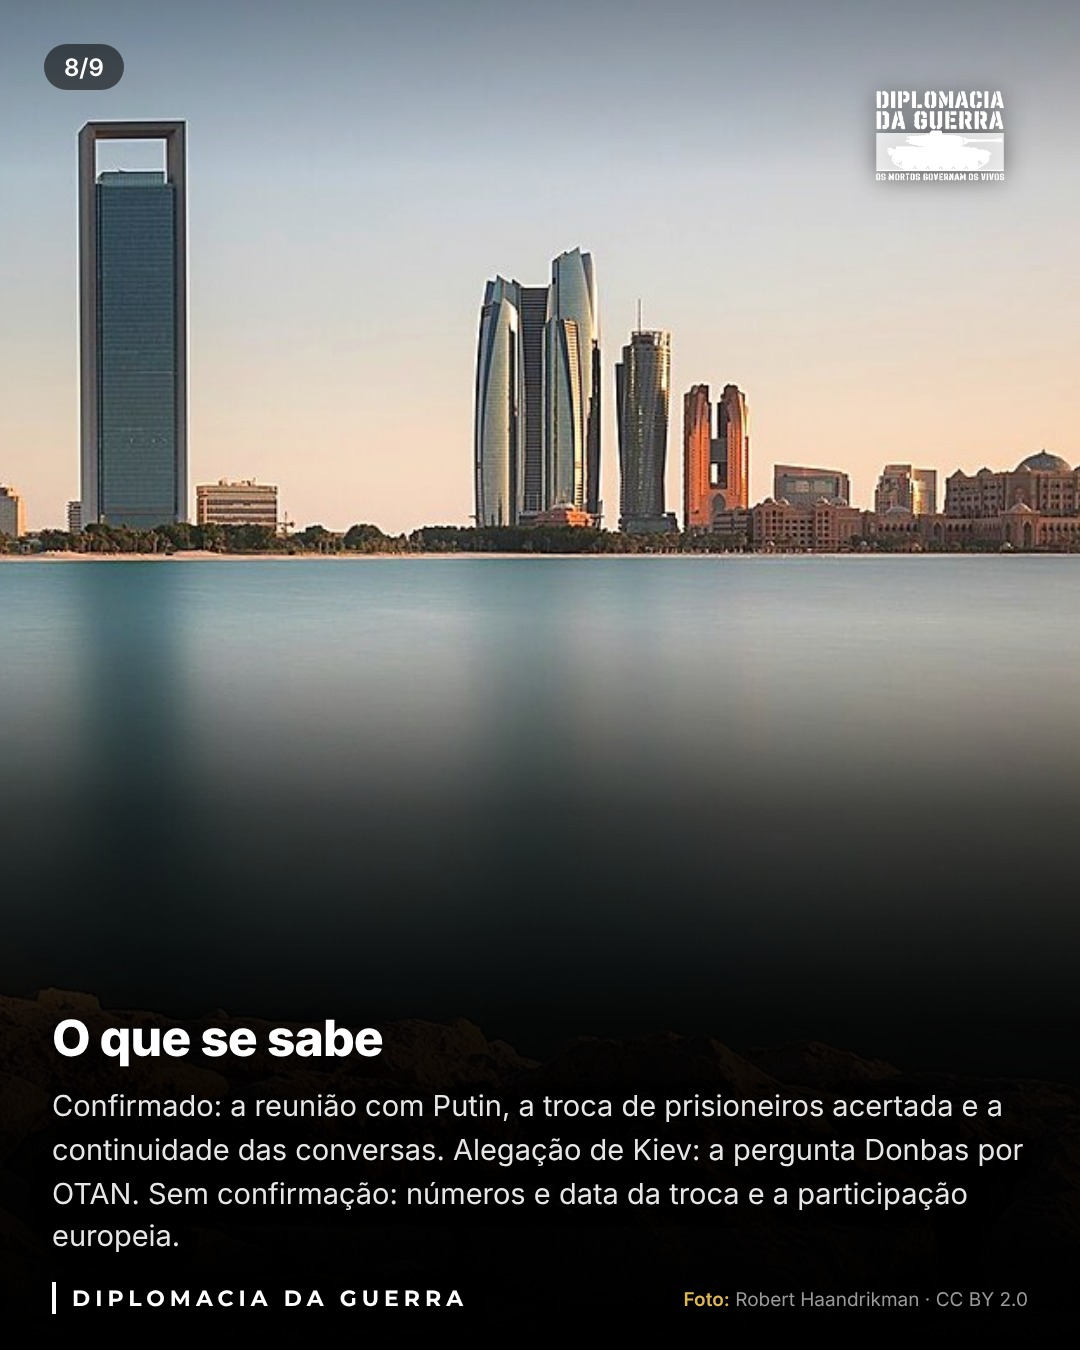 8/9
DIPLOMACIA
DA GUERRA
OS MORTOS GOVERNAM OS VIVOS
O que se sabe
Confirmado: a reunião com Putin, a troca de prisioneiros acertada e a
continuidade das conversas. Alegação de Kiev: a pergunta Donbas por
OTAN. Sem confirmação: números e data da troca e a participação
europeia.
DIPLOMACIA DA GUERRA
Foto: Robert Haandrikman · CC BY 2.0